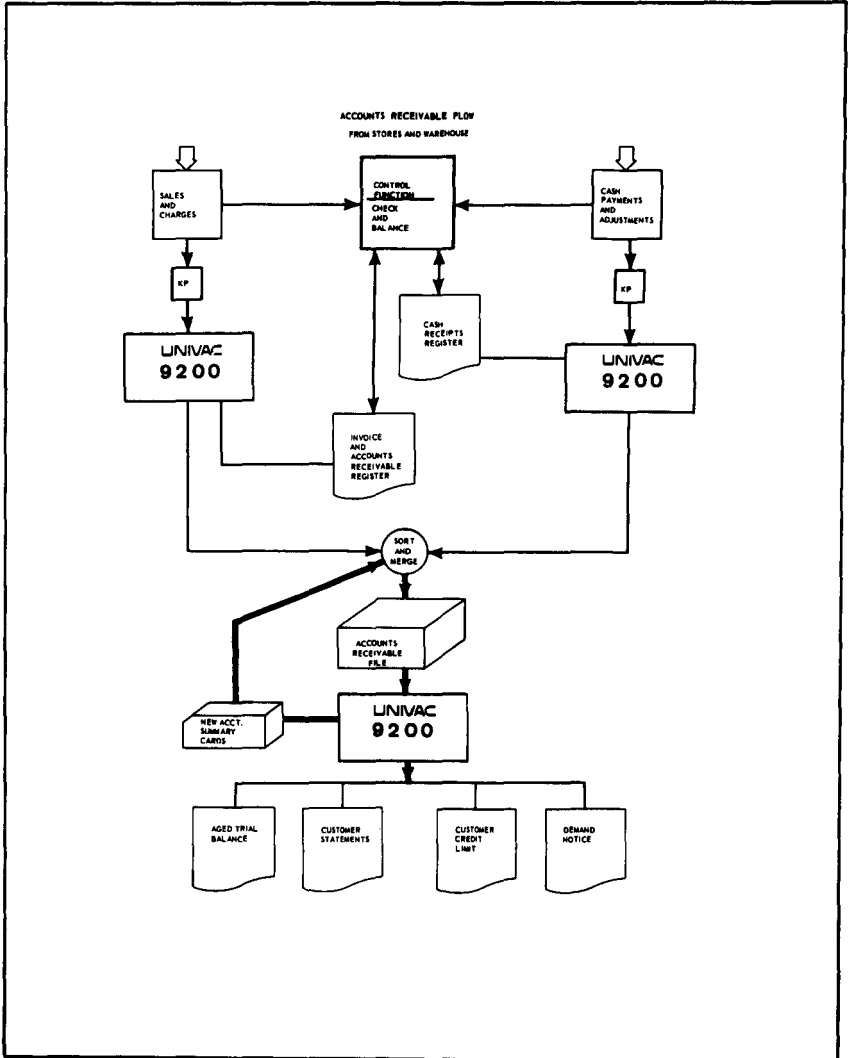 ACCOUNTS RECEIVABLE FLOW
FROM STORES AND WAREHOUSE
SALES
AND
CHARGES
CONTROL
FUNCTION
CHECK
AND
BALANCE
CASH
PAYMENTS
AND
ADJUSTMENTS
KP
KP
CASH
RECEIPTS
REGISTER
UNIVAC
9200
UNIVAC
9200
INVOICE
AND
ACCOUNTS
RECEIVABLE
REGISTER
SORT
AND
MERGE
ACCOUNTS
RECEIVABLE
FILE
NEW ACCT.
SUMMARY
CARDS
UNIVAC
9200
AGED TRIAL
BALANCE
CUSTOMER
STATEMENTS
CUSTOMER
CREDIT
LIMIT
DEMAND
NOTICE